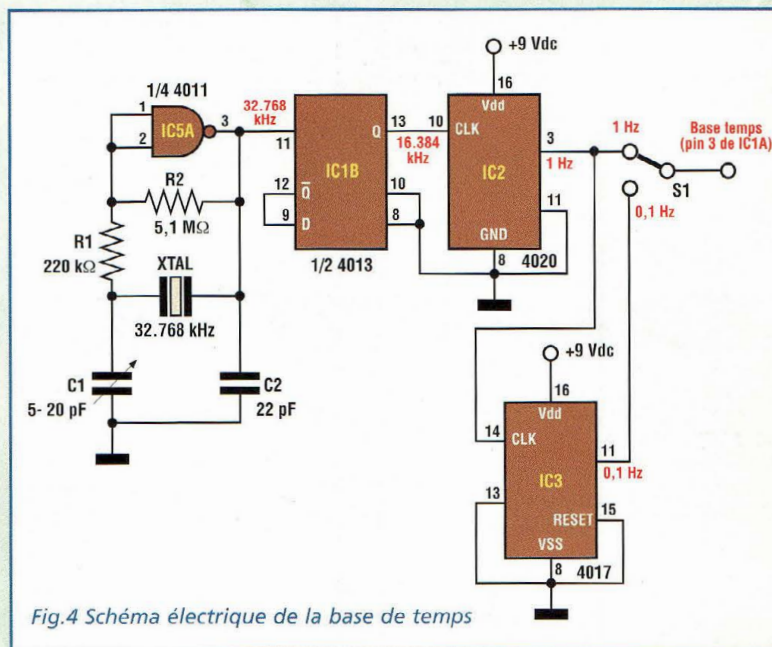 +9 Vdc
1/4 4011
1
2
3
IC5A
32.768
kHz
11
Q
13
10
16.384
kHz
16
Vdd
CLK
3
1 Hz
1 Hz
Base temps
(pin 3 de IC1A)
S1
0,1 Hz
R2
5,1 MΩ
12
Q
IC1B
10
9
D
8
1/2 4013
IC2
11
GND
8
4020
R1
220 kΩ
XTAL
32.768 kHz
C1
5- 20 pF
C2
22 pF
+9 Vdc
16
Vdd
14
CLK
11
0,1 Hz
IC3
13
15
RESET
VSS
8
4017
Fig.4 Schéma électrique de la base de temps